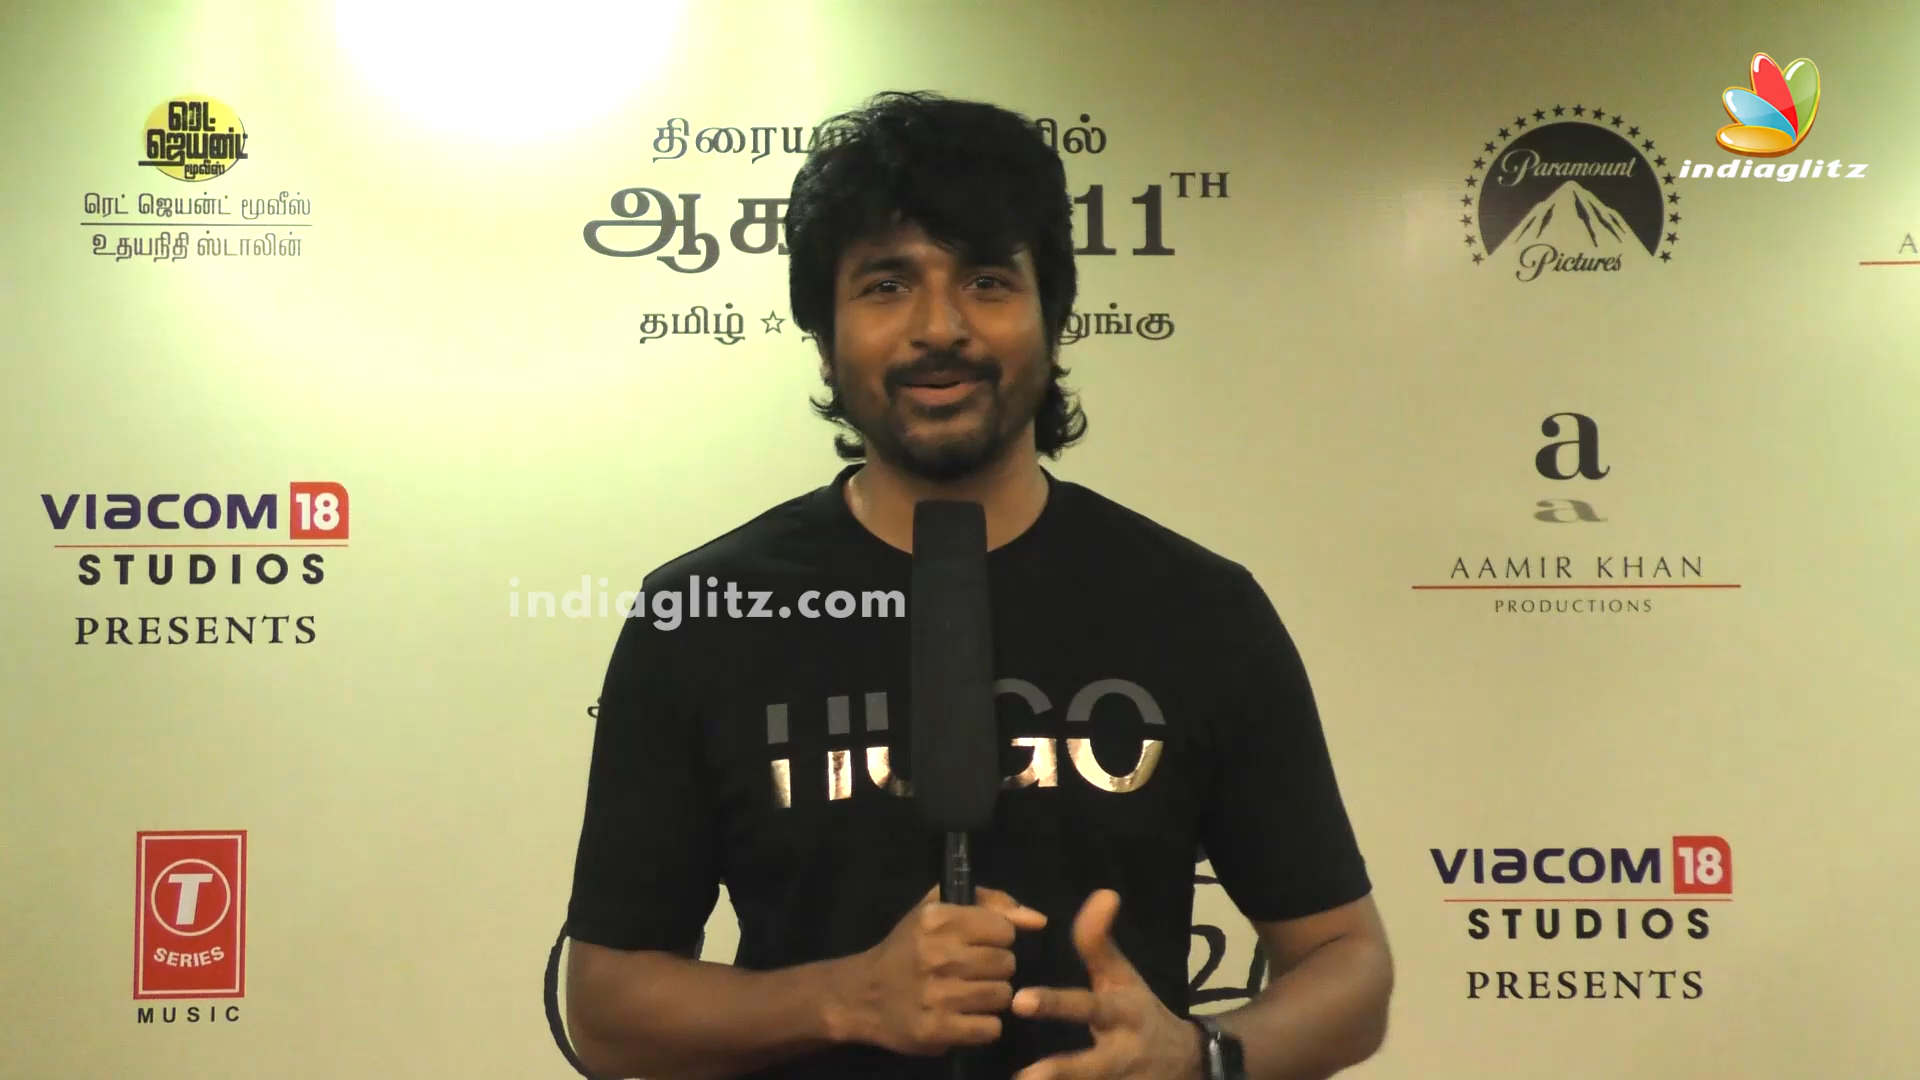 ரெட்
ஜெயண்ட்
மூவீஸ்
ரெட் ஜெயண்ட் மூவீஸ்
உதயநிதி ஸ்டாலின்
VIACOM 18
STUDIOS
PRESENTS
T
SERIES
MUSIC
11TH
தமிழ் ☆
indiaglitz.com
HUGO
Paramount
Pictures
indiaglitz
a
AAMIR KHAN
PRODUCTIONS
VIACOM 18
STUDIOS
PRESENTS